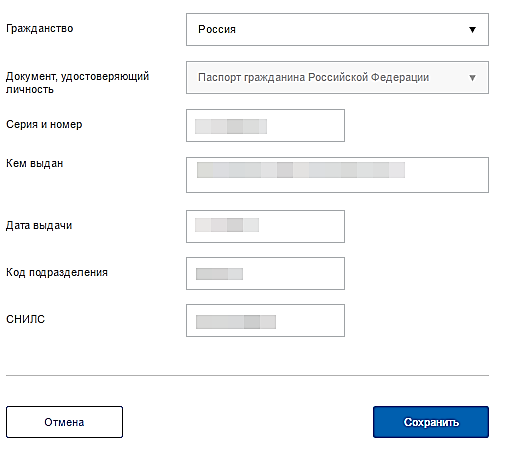 Гражданство
Россия
Документ, удостоверяющий
личность
Паспорт гражданина Российской Федерации
Серия и номер
Кем выдан
Дата выдачи
Код подразделения
СНИЛС
Отмена
Сохранить